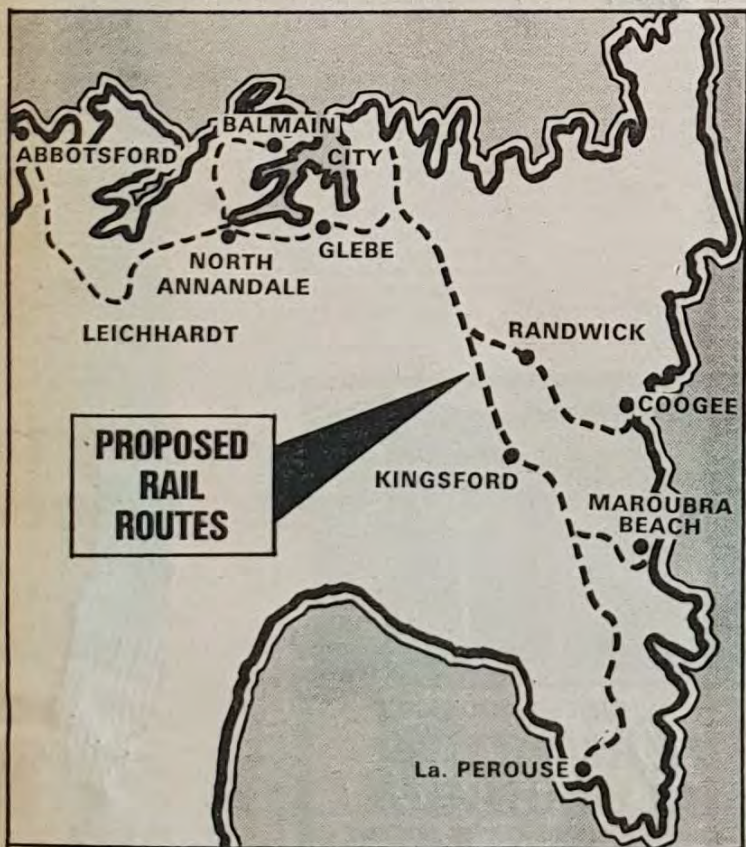 BALMAIN
ABBOTSFORD
CITY
GLEBE
NORTH
ANNANDALE
LEICHHARDT
RANDWICK
COOGEE
PROPOSED
RAIL
ROUTES
KINGSFORD
MAROUBRA
BEACH
La. PEROUSE